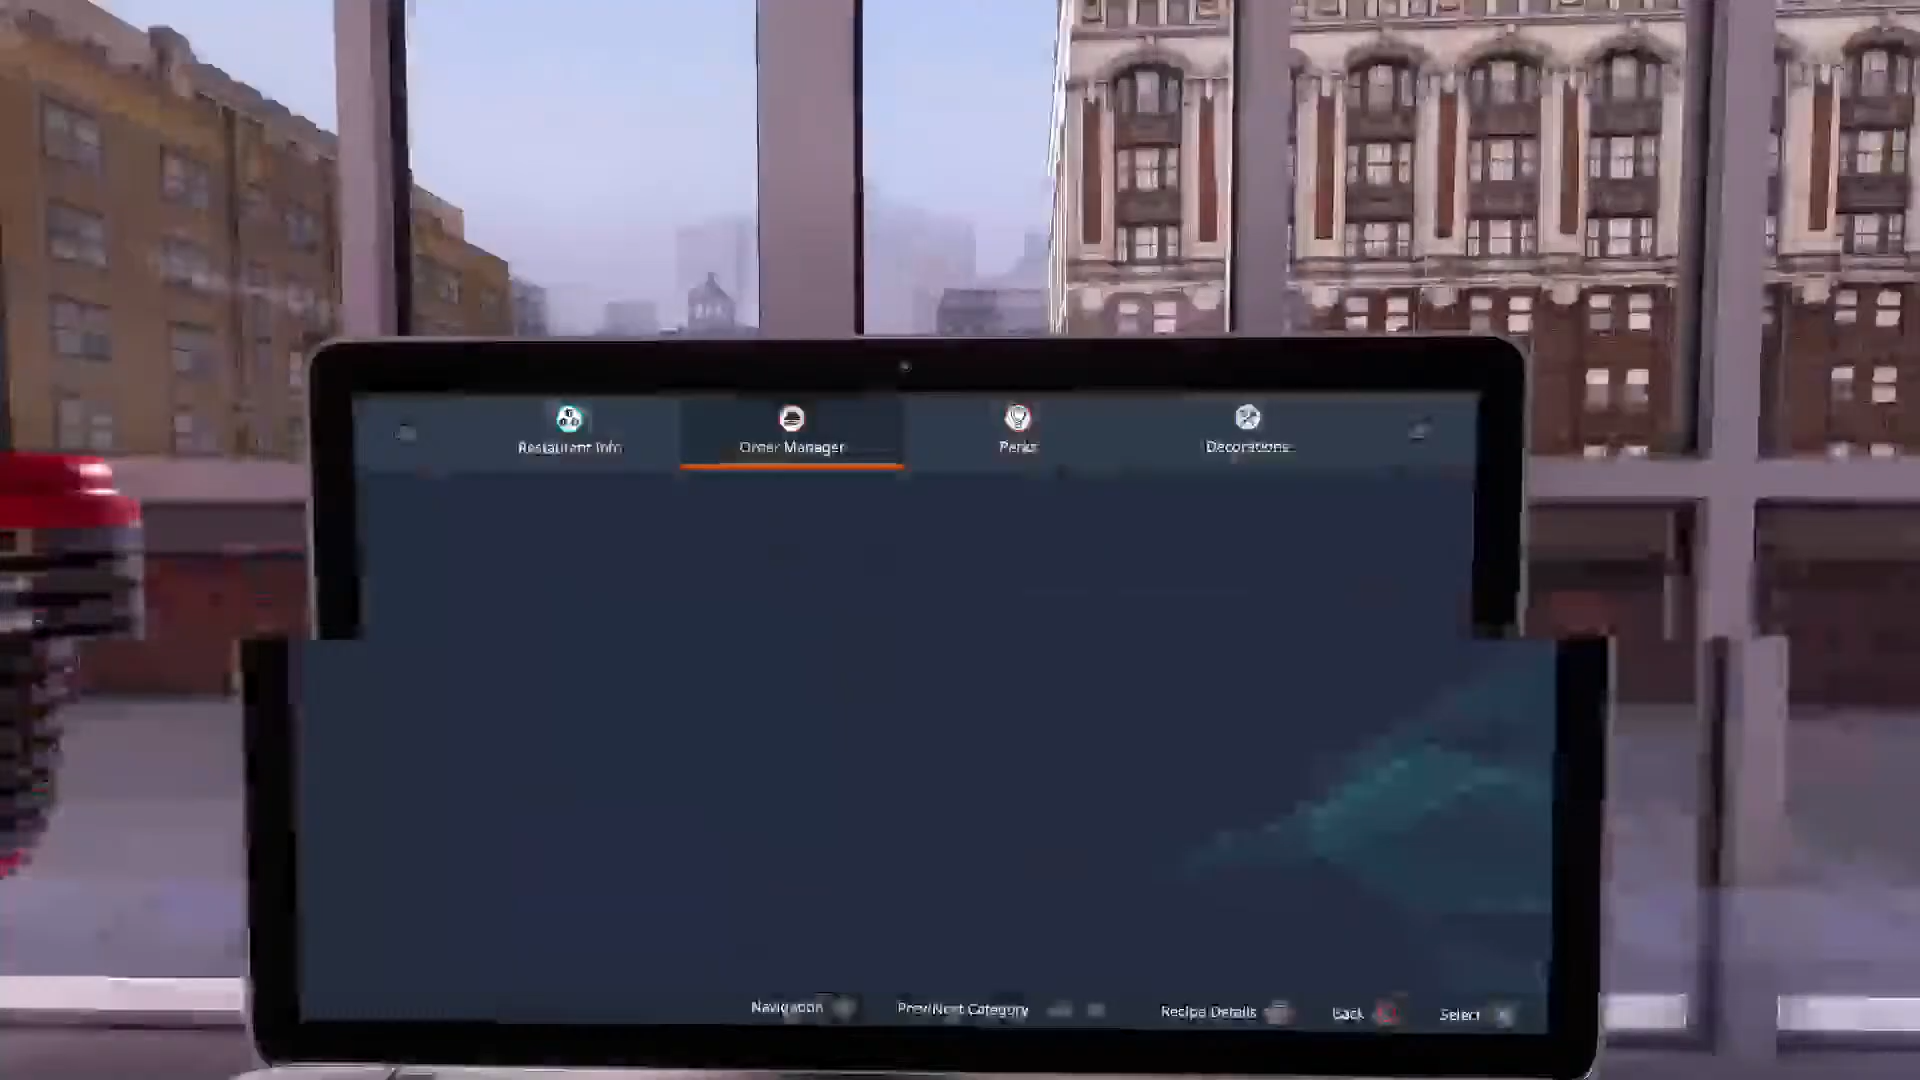 Restaurant Info
Order Manager
Perks
Decorations
Navigation
Prev/Next Category
Recipe Details
Back
Select